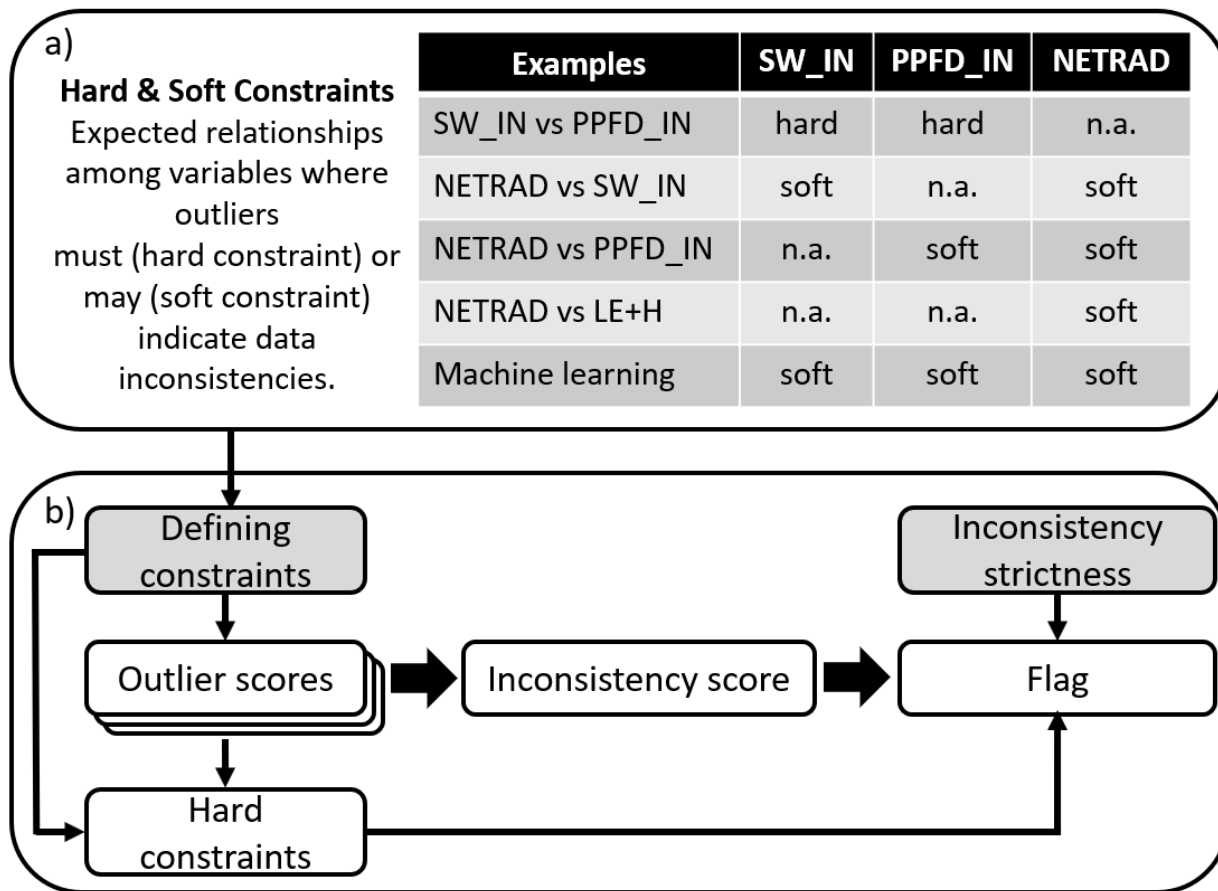 a)
Hard & Soft Constraints
Expected relationships
among variables where
outliers
must (hard constraint) or
may (soft constraint)
indicate data
inconsistencies.
Examples SW_IN PPFD_IN NETRAD
SW_IN vs PPFD_IN hard hard n.a.
NETRAD vs SW_IN soft n.a. soft
NETRAD vs PPFD_IN n.a. soft soft
NETRAD vs LE+H n.a. n.a. soft
Machine learning soft soft soft
b)
Defining
constraints
Inconsistency
strictness
Outlier scores
Inconsistency score
Flag
Hard
constraints